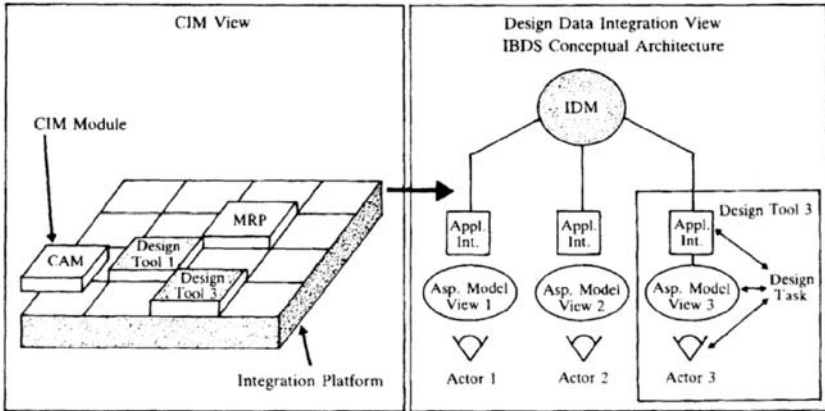 CIM View
CIM Module
MRP
CAM
Design
Tool 1
Design
Tool 3
Integration Platform
Design Data Integration View
IBDS Conceptual Architecture
IDM
Appl.
Int.
Appl.
Int.
Appl.
Int.
Design Tool 3
Asp. Model
View 1
Asp. Model
View 2
Asp. Model
View 3
Design
Task
Actor 1
Actor 2
Actor 3